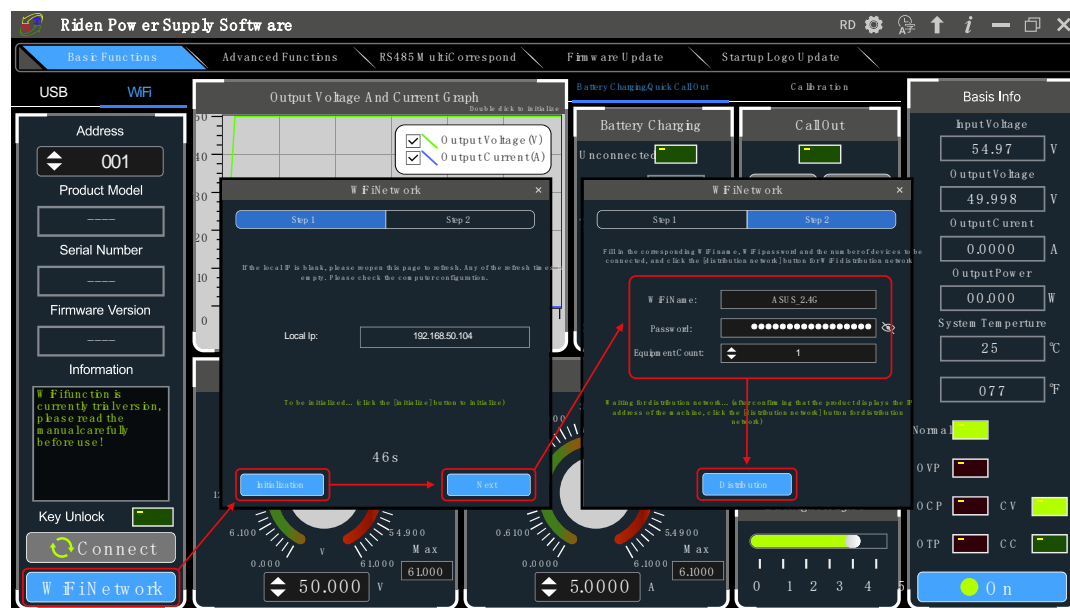 Riden Power Supply Software
RD
Basic Functions
Advanced Functions
RS485 MultiCorrespond
Firmware Update
Startup Logo Update
USB
WiFi
Address
001
Product Model
----
Serial Number
----
Firmware Version
----
Information
WiFi function is
currently trial version,
please read the
manual carefully
before use!
Key Unlock
Connect
WiFi Network
Output Voltage And Current Graph
Double click to initialize
50
40
30
20
10
0
Output Voltage(V)
Output Current(A)
WiFi Network
×
Step 1
Step 2
If the local IP is blank, please reopen this page to refresh. Any of the refresh time
empty. Please check the computer configuration.
Local Ip:
192.168.50.104
To be initialized... (click the [Initialize] button to initialize)
46s
Initialization
Next
6.100
54.900
V
Max
0.000
61.000
61.000
50.000
V
Battery Charging,Quick CallOut
Calibration
Battery Charging
CallOut
Unconnected
WiFi Network
×
Step 1
Step 2
Fill in the corresponding WiFi name, WiFi password and the number of devices to be
connected, and click the [distribution network] button for WiFi distribution network
WiFi Name:
ASUS_2.4G
Password:
●●●●●●●●●●●●●●●●●
Equipment Count:
1
Waiting for distribution network... (after confirming that the product displays the IP
address of the machine, click the [Distribution network] button for distribution
network)
Distribution
0.6100
5.4900
A
Max
0.0000
6.1000
6.1000
5.0000
A
0 1 2 3 4 5
Basis Info
Input Voltage
54.97 V
Output Voltage
49.998 V
Output Curent
0.0000 A
Output Power
00.000 W
System Temperture
25 ℃
077 ℉
Normal
OVP
OCP
CV
OTP
CC
On